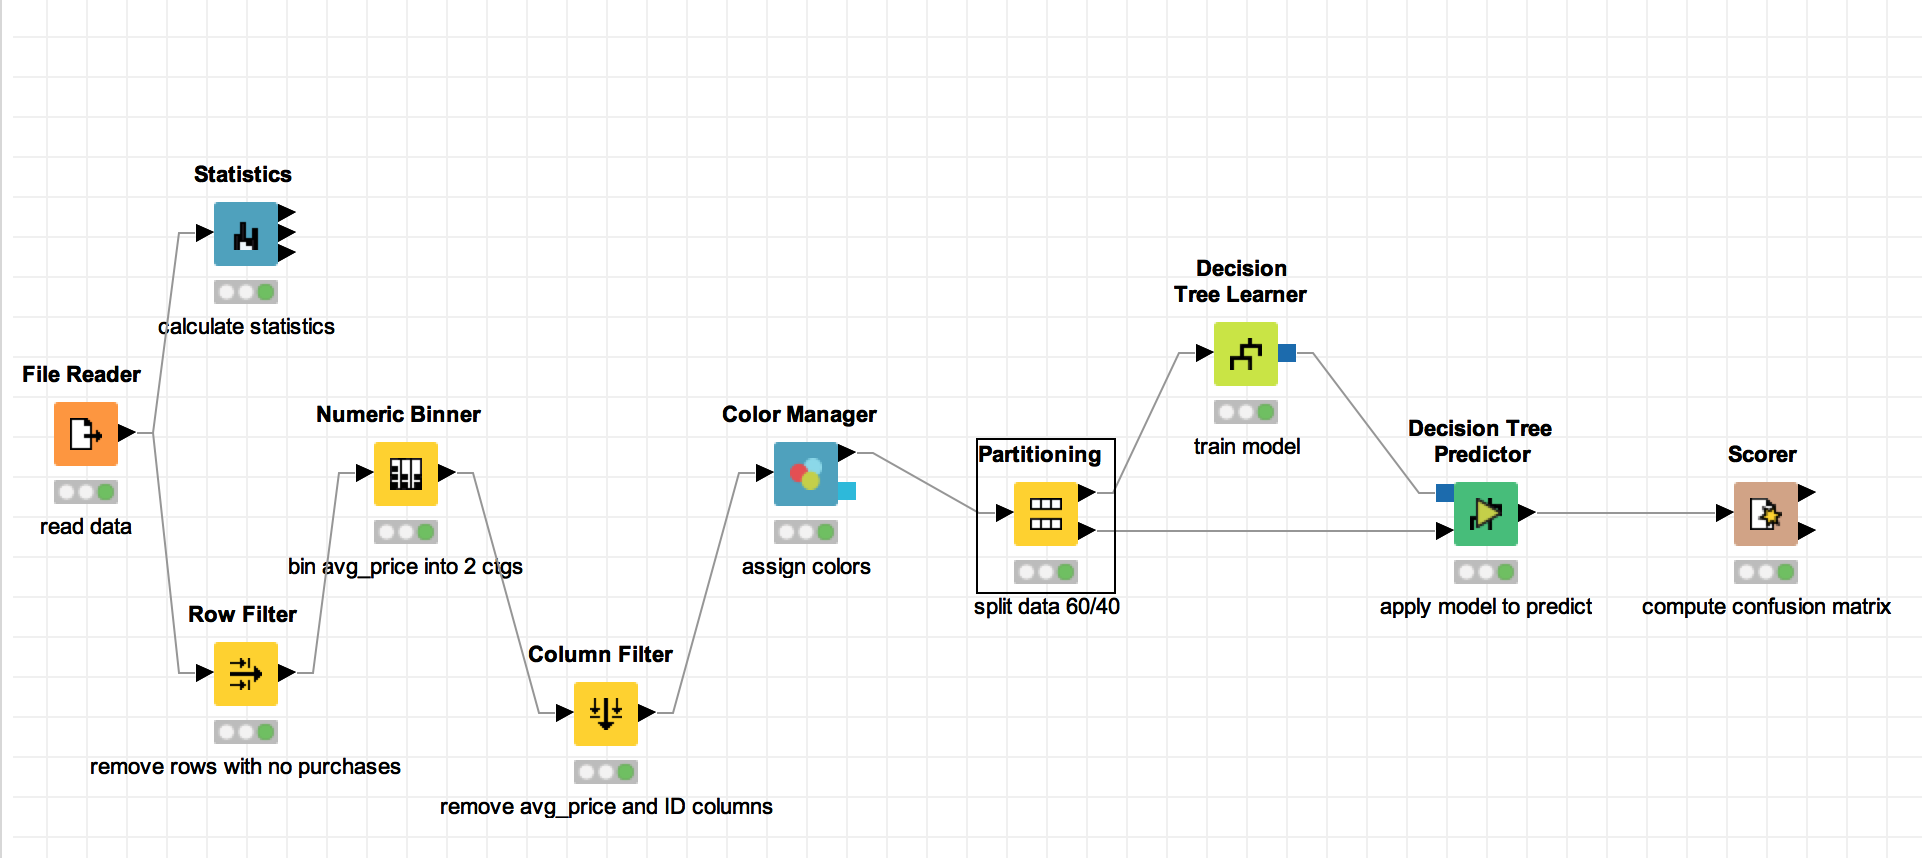 Statistics
calculate statistics
File Reader
read data
Numeric Binner
bin avg_price into 2 ctgs
Row Filter
remove rows with no purchases
Column Filter
remove avg_price and ID columns
Color Manager
assign colors
Partitioning
split data 60/40
Decision
Tree Learner
train model
Decision Tree
Predictor
apply model to predict
Scorer
compute confusion matrix